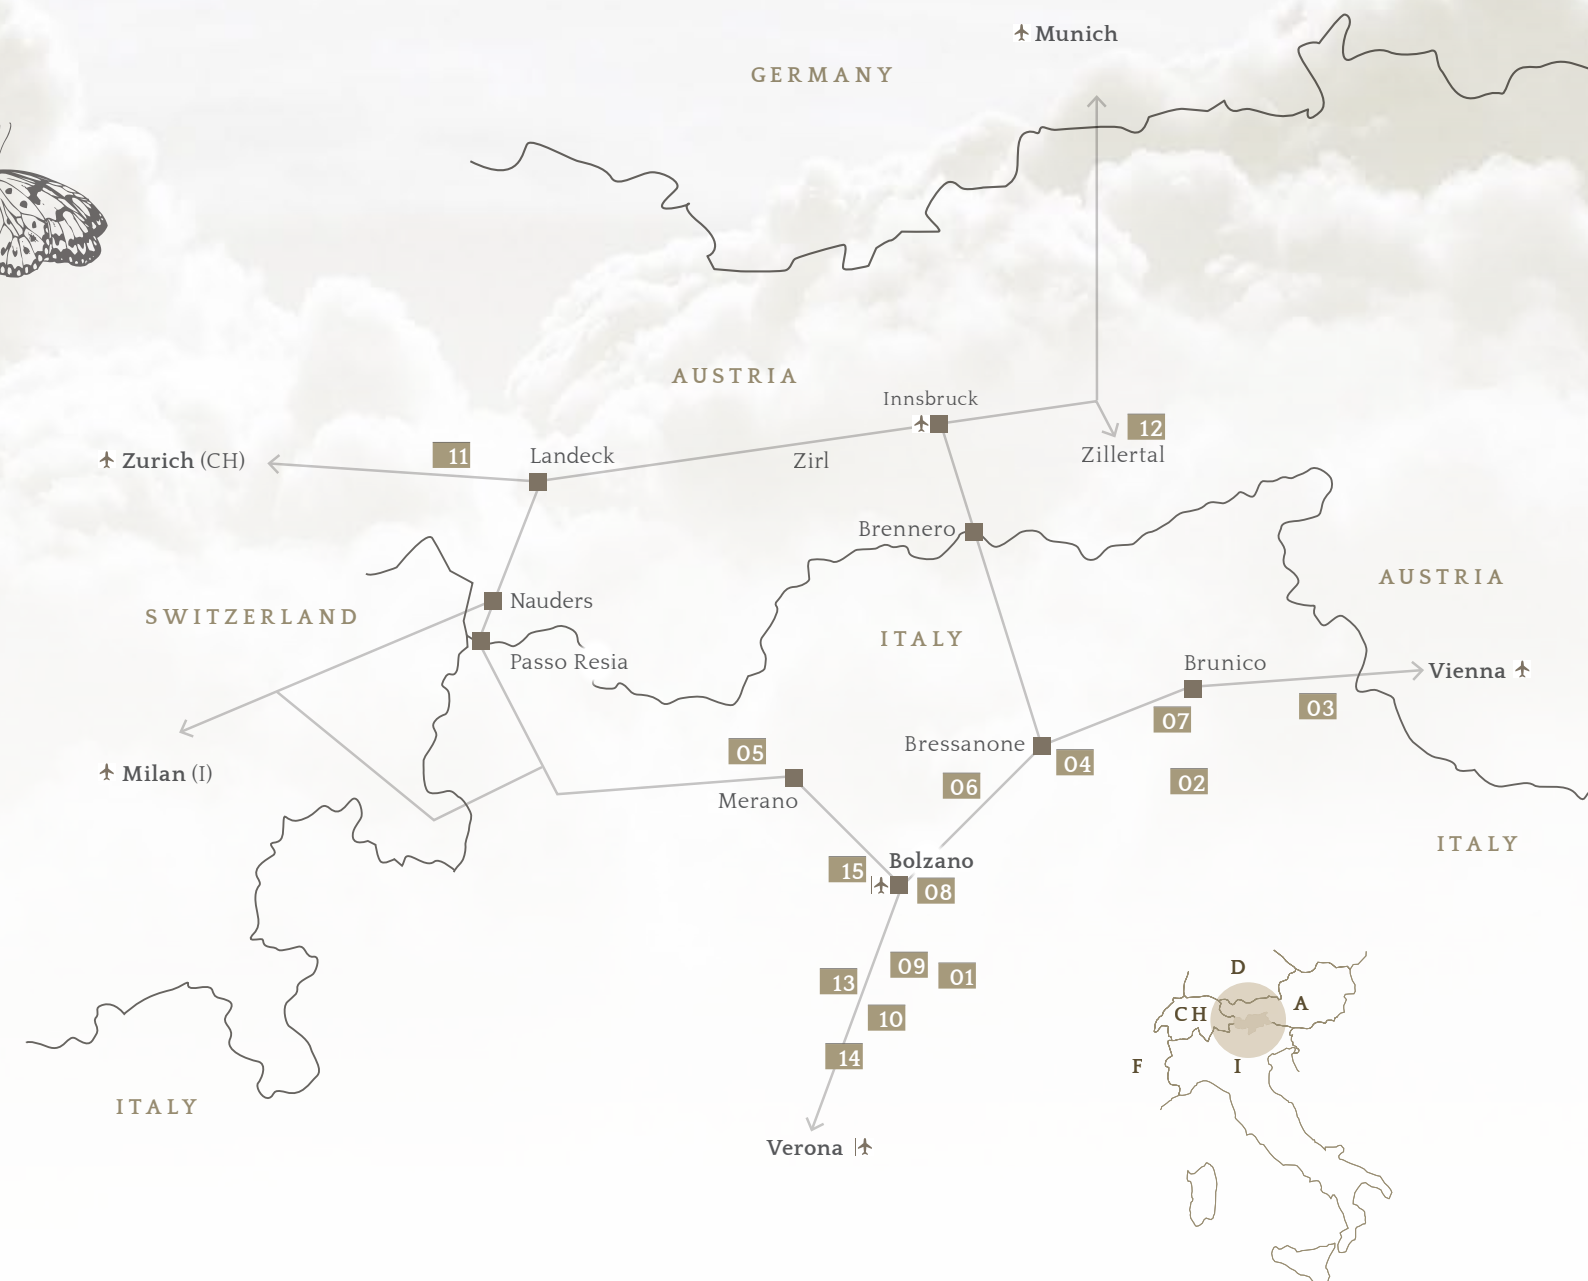 Munich
GERMANY
AUSTRIA
Innsbruck
12
Zillertal
11
Landeck
Zurich (CH)
Zirl
Brennero
AUSTRIA
Nauders
SWITZERLAND
ITALY
Passo Resia
Brunico
Vienna
03
07
Bressanone
05
04
Milan (I)
02
06
Merano
ITALY
Bolzano
15
08
09
01
13
10
14
D
A
CH
F
I
ITALY
Verona